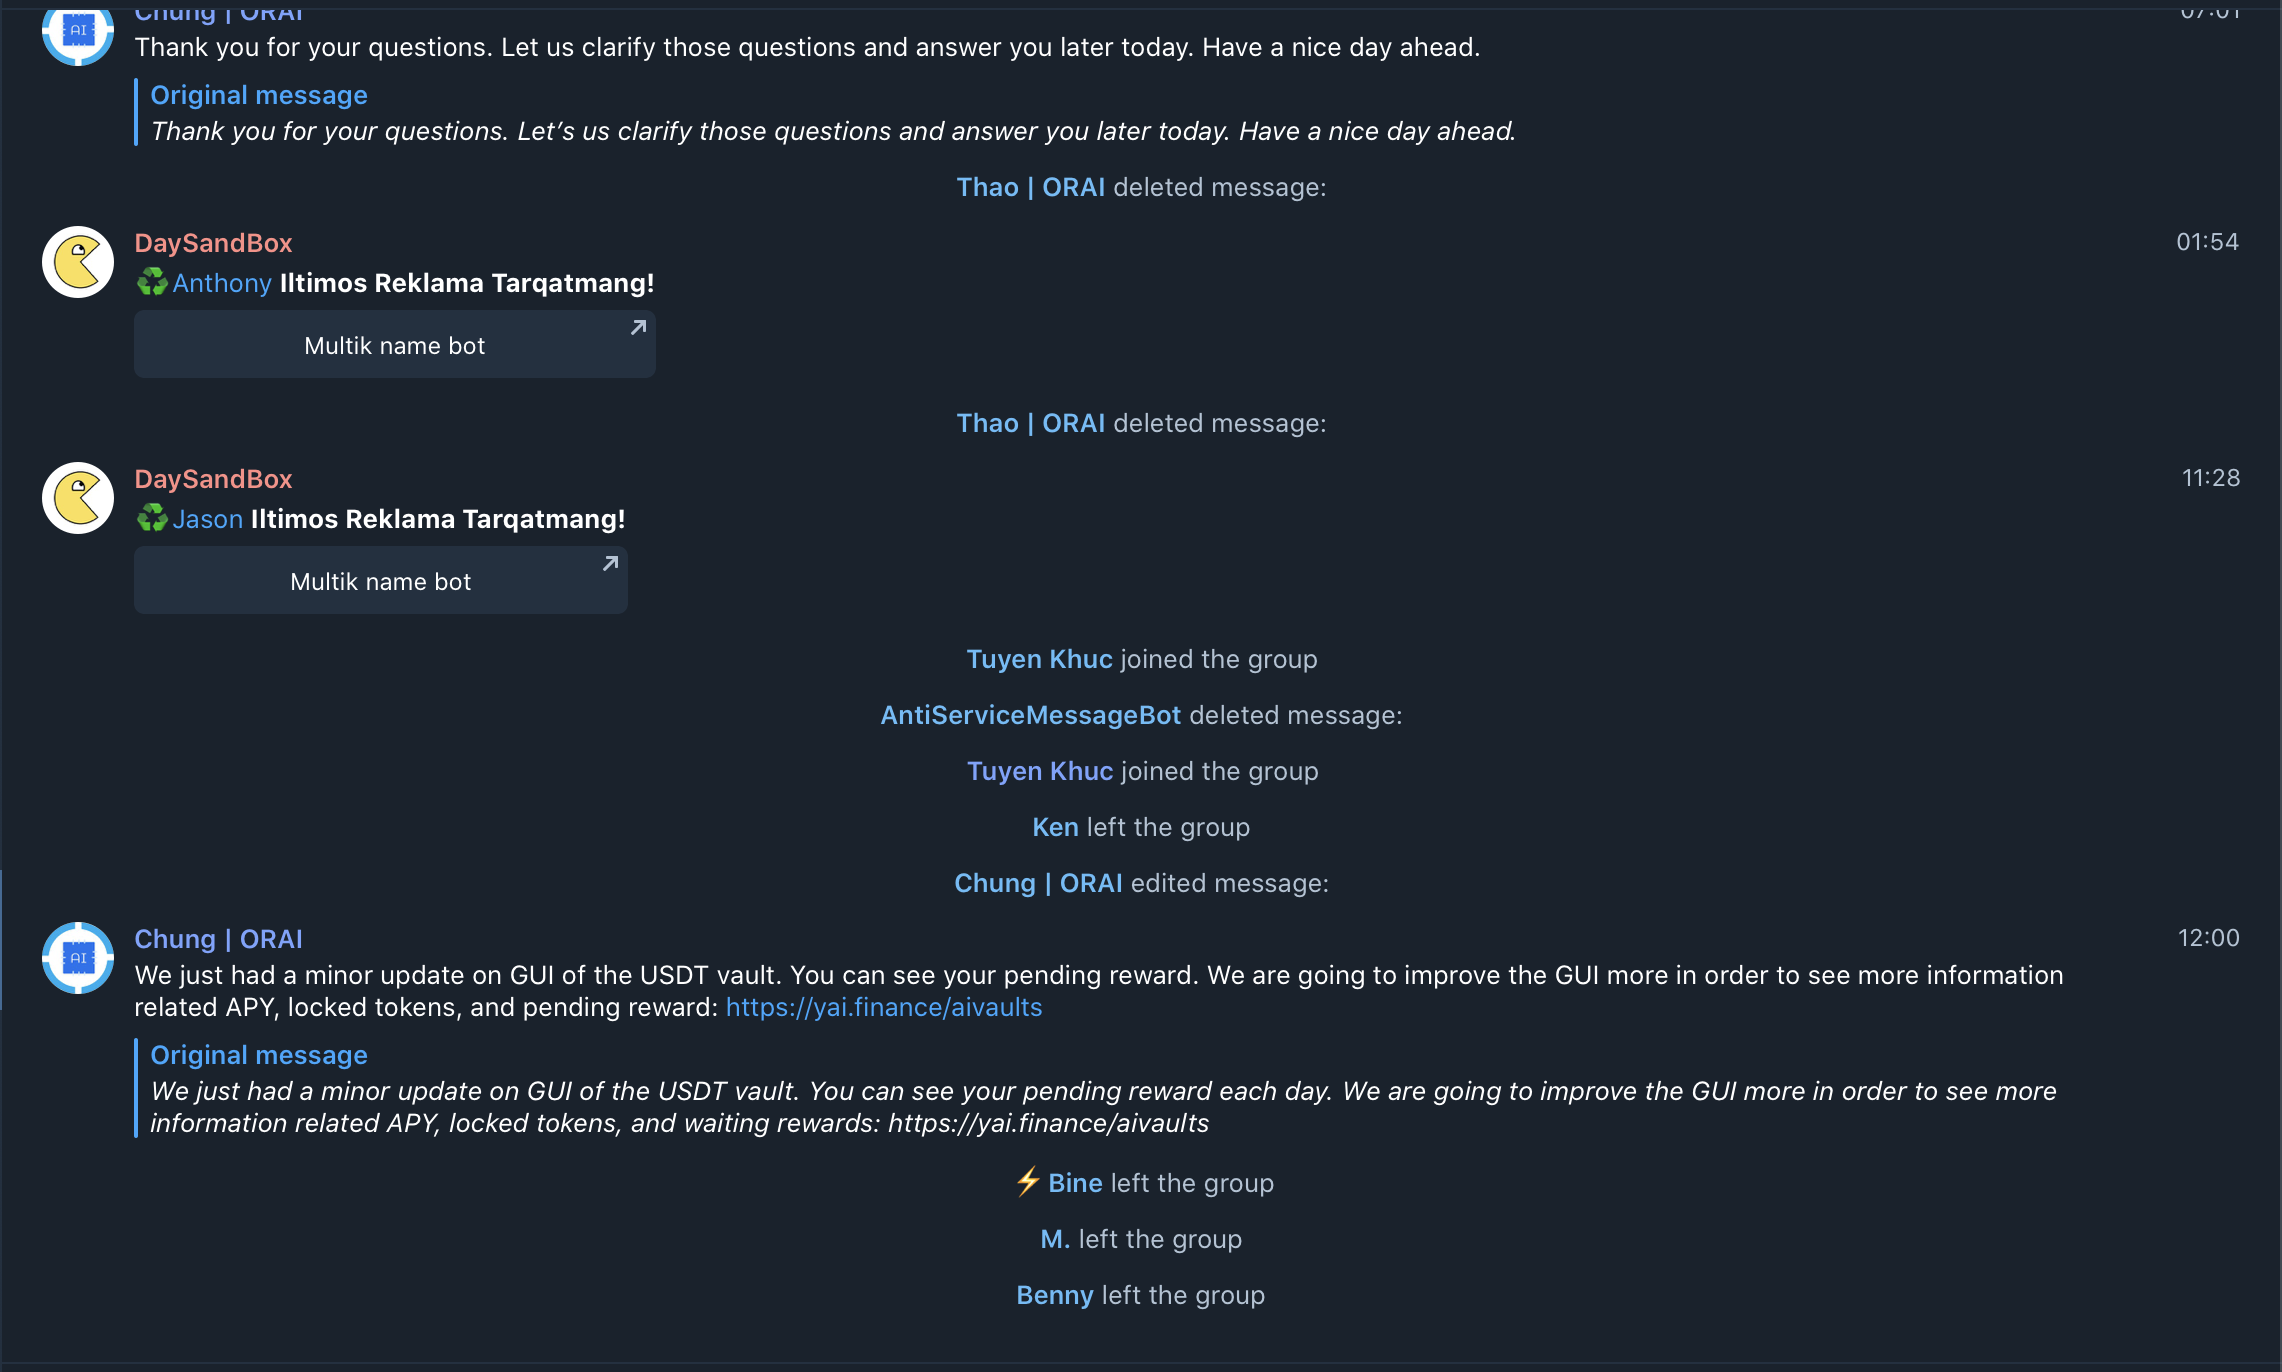 Chung | ORAI 07:01
Thank you for your questions. Let us clarify those questions and answer you later today. Have a nice day ahead.
Original message
Thank you for your questions. Let’s us clarify those questions and answer you later today. Have a nice day ahead.
Thao | ORAI deleted message:
DaySandBox 01:54
♻️Anthony Iltimos Reklama Tarqatmang!
Multik name bot
Thao | ORAI deleted message:
DaySandBox 11:28
♻️Jason Iltimos Reklama Tarqatmang!
Multik name bot
Tuyen Khuc joined the group
AntiServiceMessageBot deleted message:
Tuyen Khuc joined the group
Ken left the group
Chung | ORAI edited message:
AI
Chung | ORAI 12:00
We just had a minor update on GUI of the USDT vault. You can see your pending reward. We are going to improve the GUI more in order to see more information
related APY, locked tokens, and pending reward: https://yai.finance/aivaults
Original message
We just had a minor update on GUI of the USDT vault. You can see your pending reward each day. We are going to improve the GUI more in order to see more
information related APY, locked tokens, and waiting rewards: https://yai.finance/aivaults
⚡ Bine left the group
M. left the group
Benny left the group